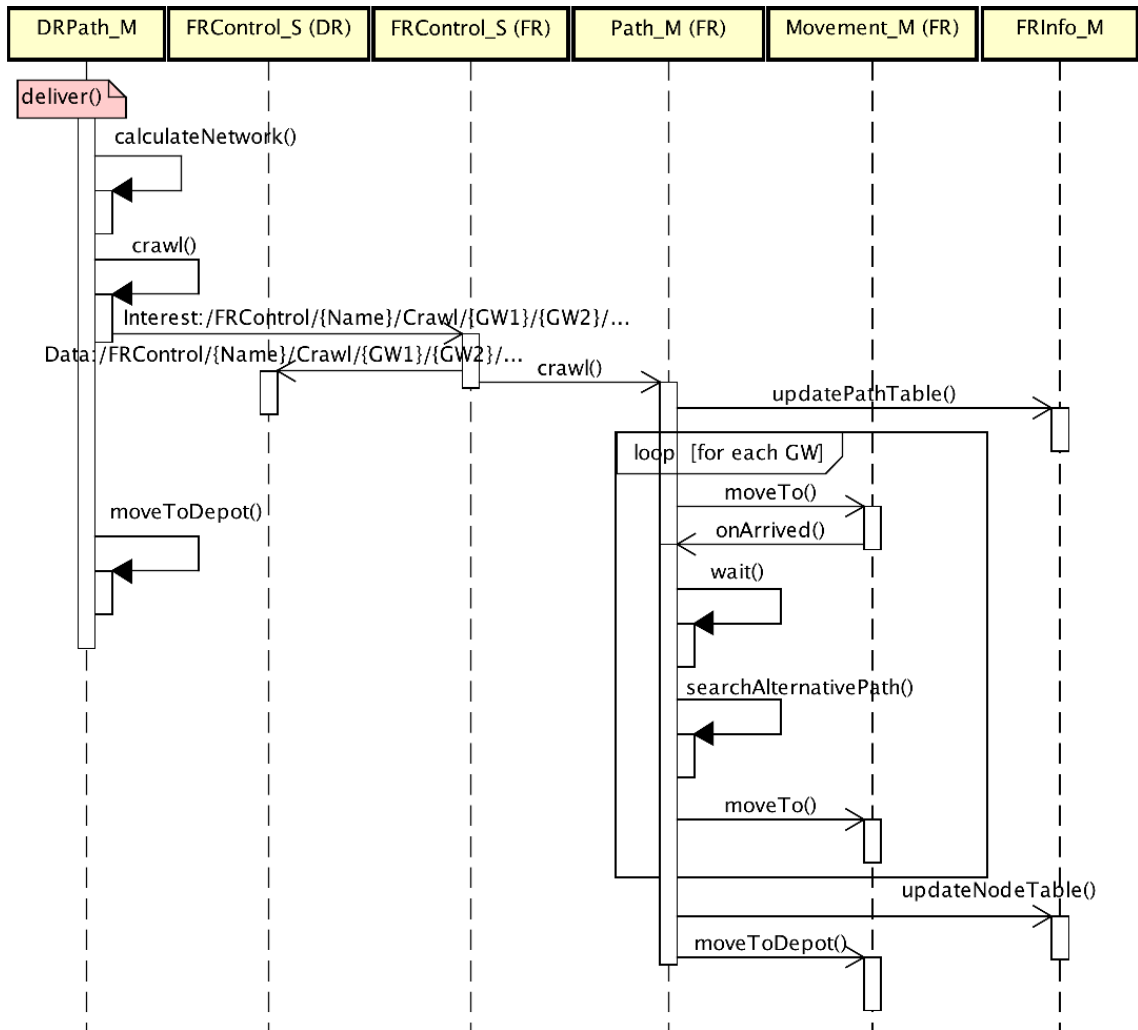 DRPath_M
FRControl_S (DR)
FRControl_S (FR)
Path_M (FR)
Movement_M (FR)
FRInfo_M
deliver()
calculateNetwork()
crawl()
Interest:/FRControl/{Name}/Crawl/{GW1}/{GW2}/...
Data:/FRControl/{Name}/Crawl/{GW1}/{GW2}/...
crawl()
updatePathTable()
loop [for each GW]
moveTo()
moveToDepot()
onArrived()
wait()
searchAlternativePath()
moveTo()
updateNodeTable()
moveToDepot()